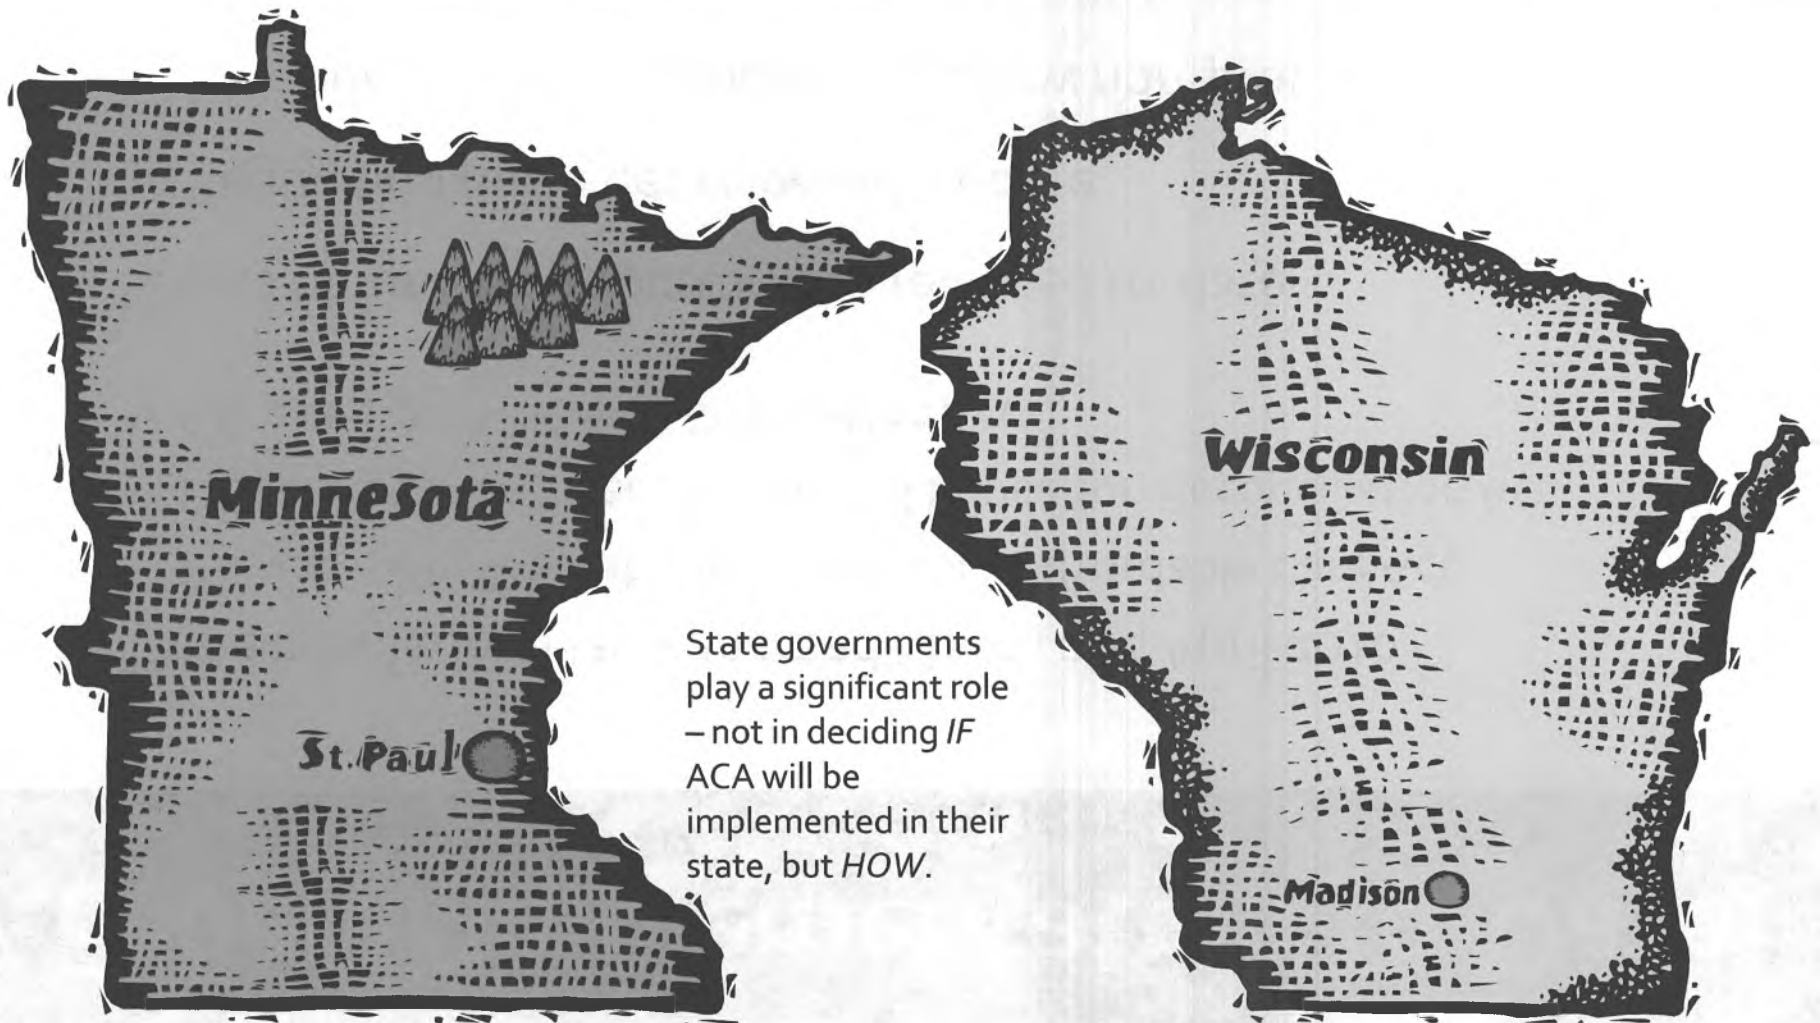 Minnesota
Wisconsin
State governments
play a significant role
– not in deciding IF
ACA will be
implemented in their
state, but HOW.
St. Paul
Madison